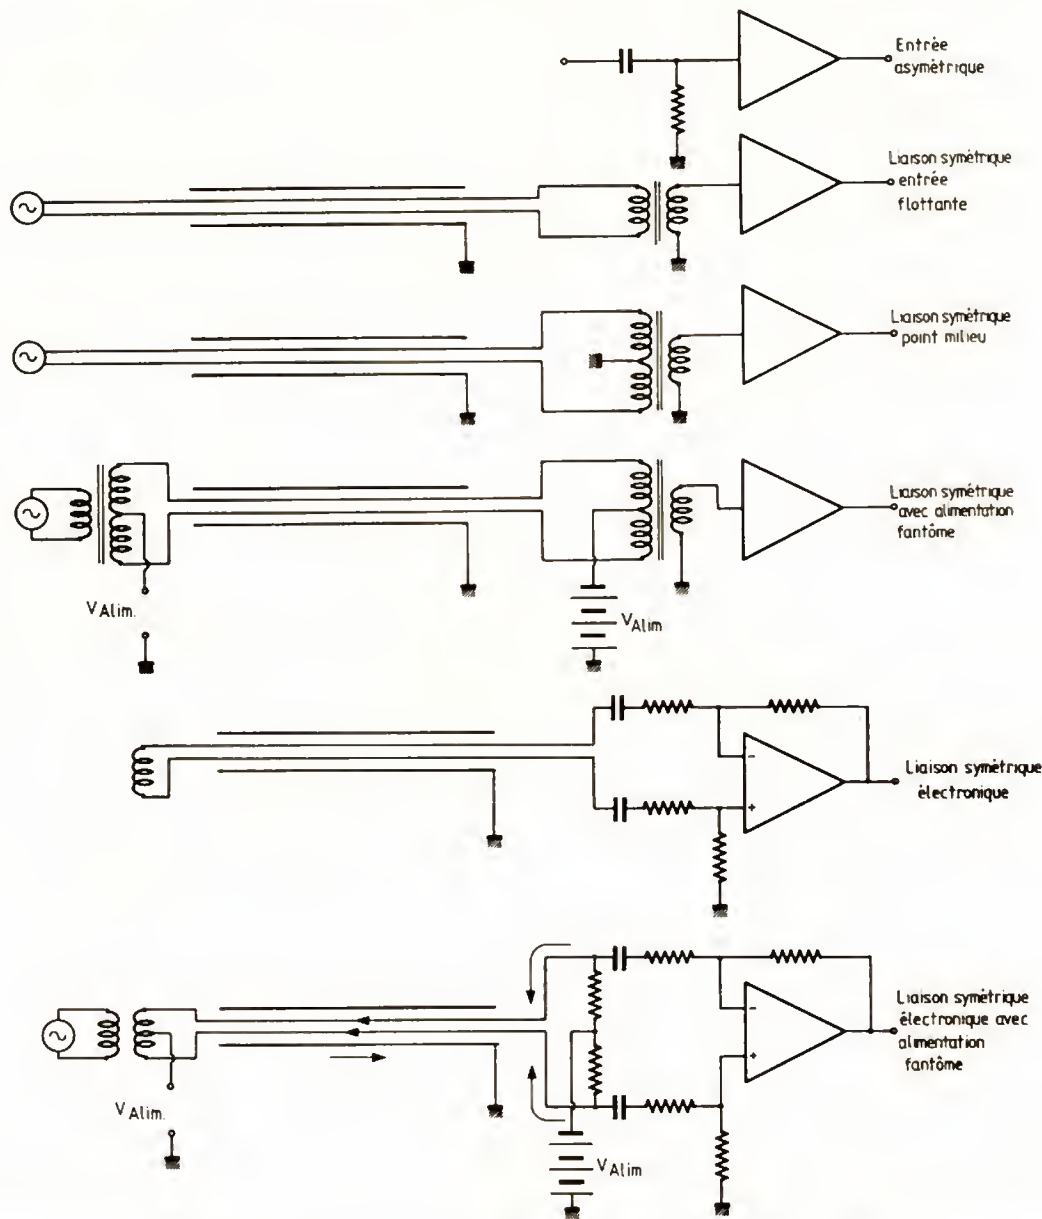 Entrée
asymétrique
Liaison symétrique
entrée
flottante
Liaison symétrique
point milieu
Liaison symétrique
avec alimentation
fantôme
V Alim.
V Alim
-
+
Liaison symétrique
électronique
-
+
Liaison symétrique
électronique avec
alimentation
fantôme
V Alim.
V Alim